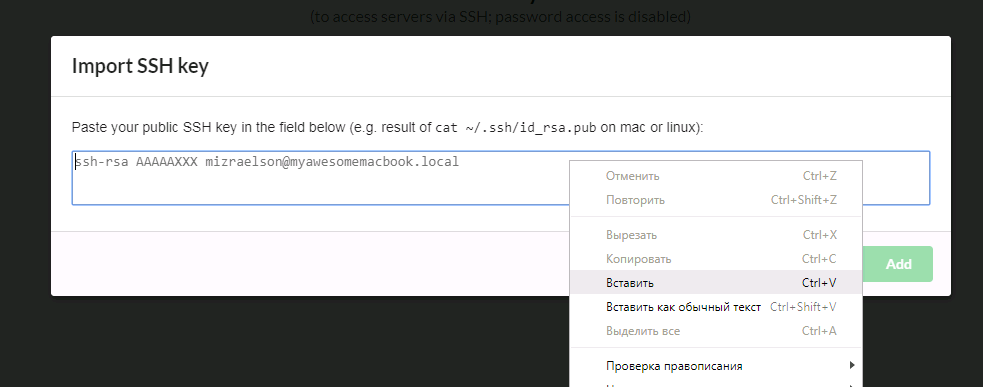 (to access servers via SSH; password access is disabled)
Import SSH key
Paste your public SSH key in the field below (e.g. result of cat ~/.ssh/id_rsa.pub on mac or linux):
ssh-rsa AAAAAXXX mizraelson@myawesomemacbook.local
Отменить Ctrl+Z
Повторить Ctrl+Shift+Z
Вырезать Ctrl+X
Копировать Ctrl+C
Вставить Ctrl+V
Вставить как обычный текст Ctrl+Shift+V
Выделить все Ctrl+A
Проверка правописания
Add